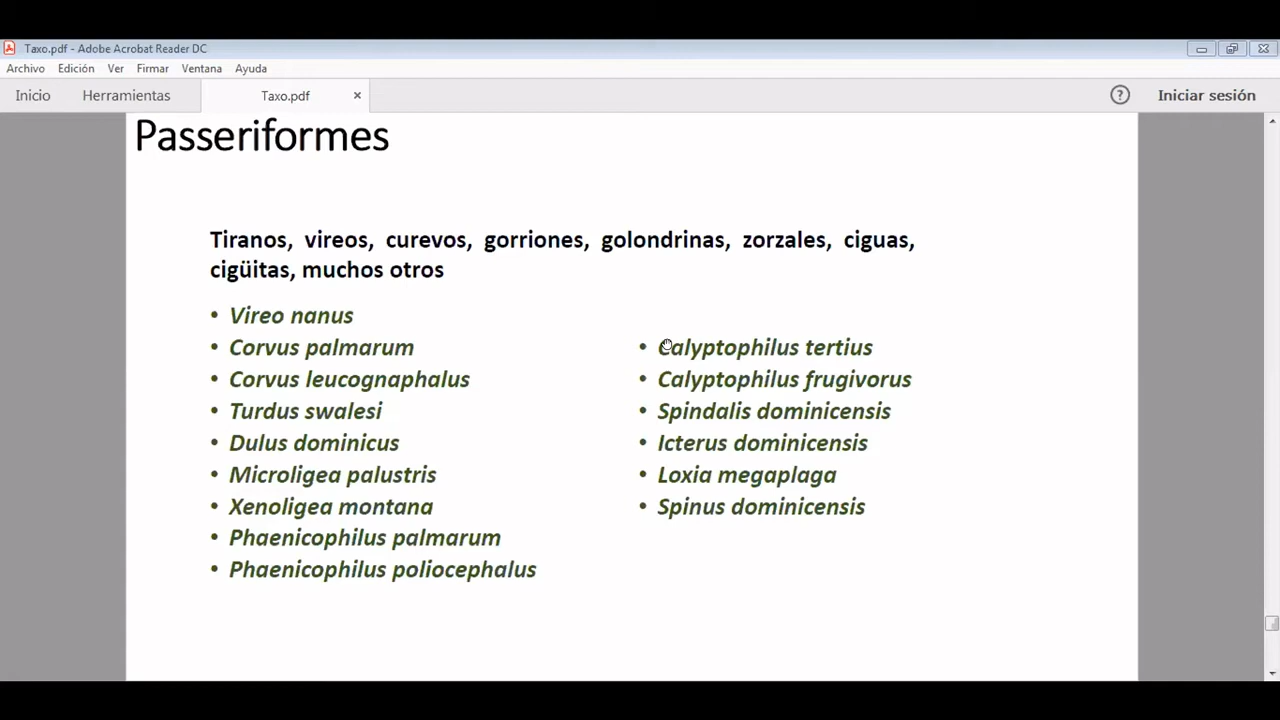 Taxo.pdf - Adobe Acrobat Reader DC
Archivo Edición Ver Firmar Ventana Ayuda
Inicio Herramientas Taxo.pdf × ? Iniciar sesión
Passeriformes
Tiranos, vireos, curevos, gorriones, golondrinas, zorzales, ciguas,
cigüitas, muchos otros
• Vireo nanus
• Corvus palmarum
• Corvus leucognaphalus
• Turdus swalesi
• Dulus dominicus
• Microligea palustris
• Xenoligea montana
• Phaenicophilus palmarum
• Phaenicophilus poliocephalus
• Calyptophilus tertius
• Calyptophilus frugivorus
• Spindalis dominicensis
• Icterus dominicensis
• Loxia megaplaga
• Spinus dominicensis